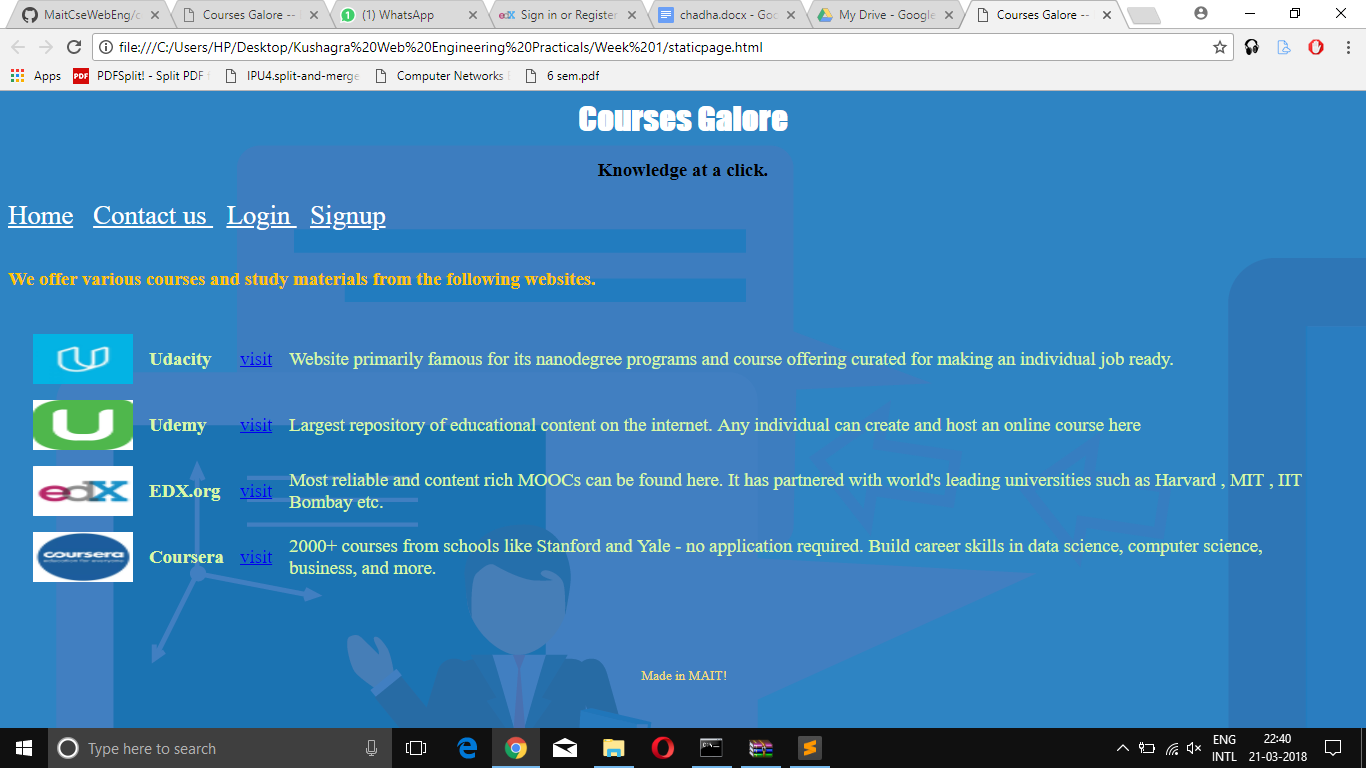 MaitCseWebEng/c
Courses Galore --
(1) WhatsApp
edX Sign in or Register
chadha.docx - Goo
My Drive - Google
Courses Galore --
file:///C:/Users/HP/Desktop/Kushagra%20Web%20Engineering%20Practicals/Week%201/staticpage.html
Apps
PDF PDFSplit! - Split PDF f
IPU4.split-and-merge
Computer Networks
6 sem.pdf
Courses Galore
Knowledge at a click.
Home Contact us Login Signup
We offer various courses and study materials from the following websites.
Udacity visit Website primarily famous for its nanodegree programs and course offering curated for making an individual job ready.
Udemy visit Largest repository of educational content on the internet. Any individual can create and host an online course here
edX EDX.org visit Most reliable and content rich MOOCs can be found here. It has partnered with world's leading universities such as Harvard , MIT , IIT
Bombay etc.
coursera
education for everyone
Coursera visit 2000+ courses from schools like Stanford and Yale - no application required. Build career skills in data science, computer science,
business, and more.
Made in MAIT!
Type here to search
ENG
INTL
22:40
21-03-2018